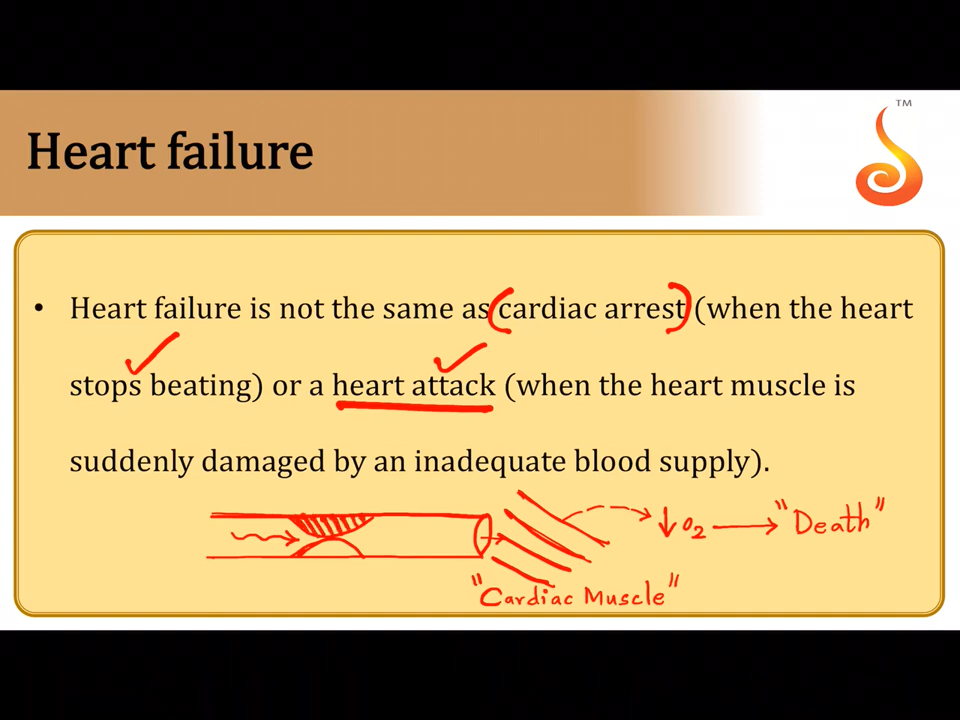 TM
Heart failure
• Heart failure is not the same as cardiac arrest (when the heart
stops beating) or a heart attack (when the heart muscle is
suddenly damaged by an inadequate blood supply).
↓ O₂ → "Death"
"Cardiac Muscle"